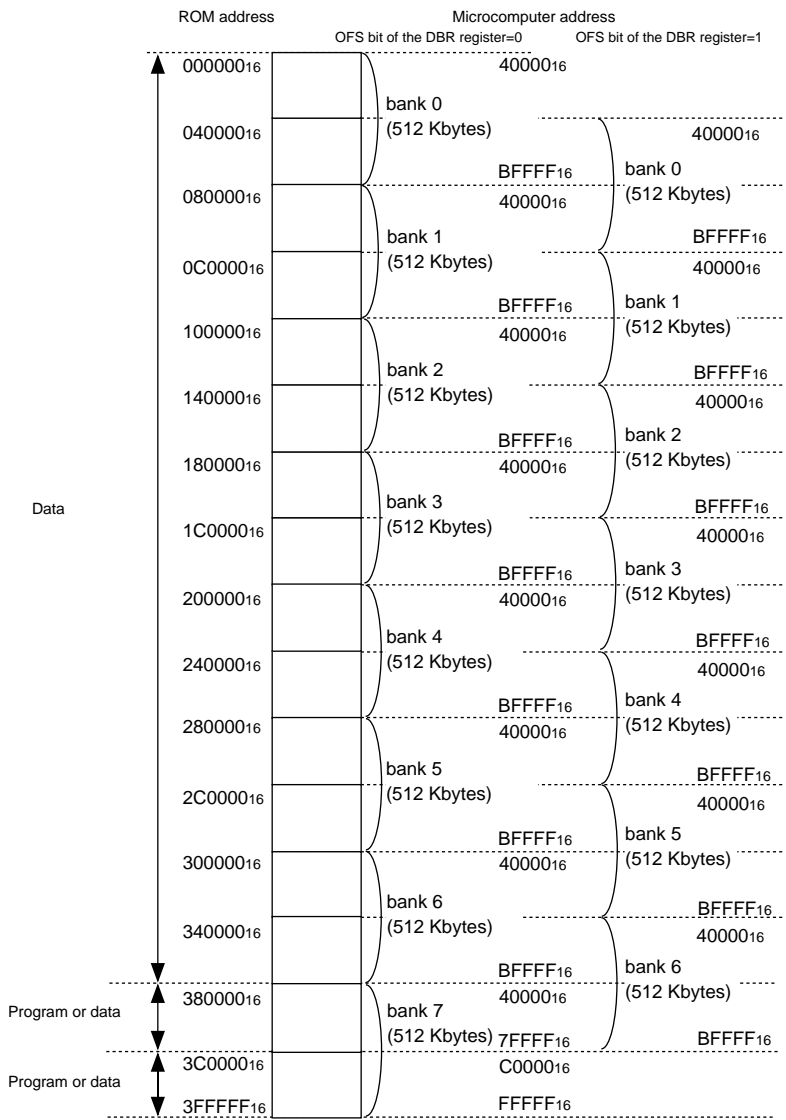 ROM address Microcomputer address
OFS bit of the DBR register=0 OFS bit of the DBR register=1
00000016 4000016
bank 0
(512 Kbytes)
04000016 4000016
BFFFF16 bank 0
08000016 4000016 (512 Kbytes)
bank 1 BFFFF16
(512 Kbytes)
0C000016 4000016
BFFFF16 bank 1
10000016 4000016 (512 Kbytes)
bank 2 BFFFF16
(512 Kbytes)
14000016 4000016
BFFFF16 bank 2
18000016 4000016 (512 Kbytes)
bank 3 BFFFF16
Data (512 Kbytes)
1C000016 4000016
BFFFF16 bank 3
20000016 4000016 (512 Kbytes)
bank 4 BFFFF16
(512 Kbytes)
24000016 4000016
BFFFF16 bank 4
28000016 4000016 (512 Kbytes)
bank 5 BFFFF16
(512 Kbytes)
2C000016 4000016
BFFFF16 bank 5
30000016 4000016 (512 Kbytes)
bank 6 BFFFF16
(512 Kbytes)
34000016 4000016
BFFFF16 bank 6
38000016 4000016 (512 Kbytes)
Program or data bank 7
(512 Kbytes) 7FFFF16 BFFFF16
3C000016 C000016
Program or data
3FFFFF16 FFFFF16